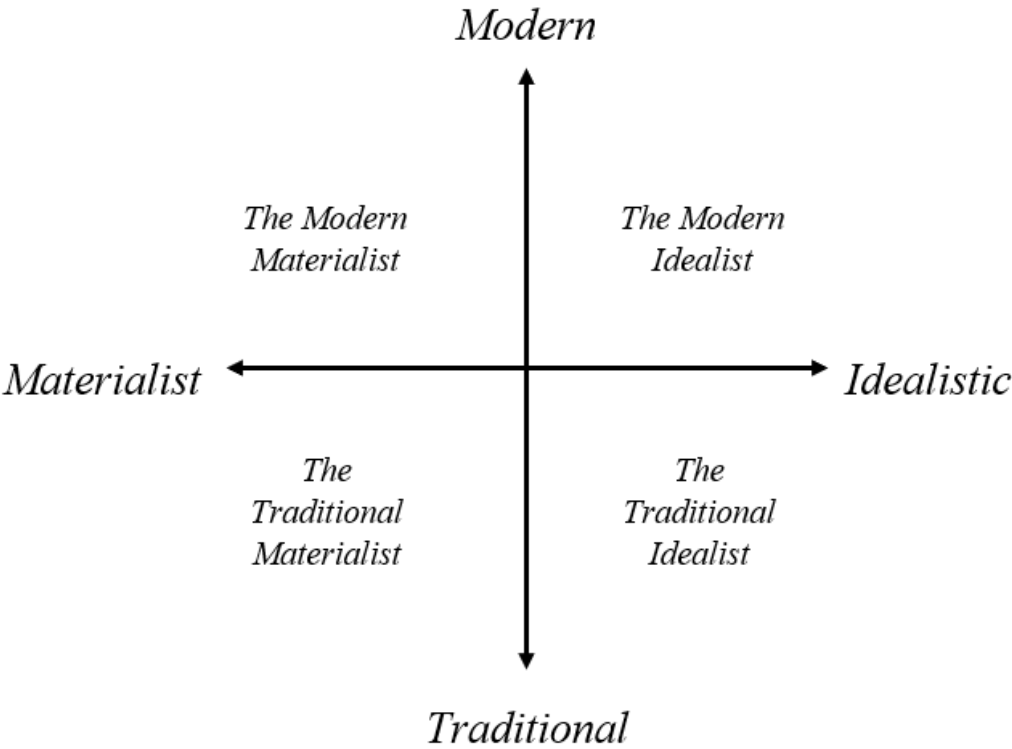 Modern
The Modern
Materialist
The Modern
Idealist
Materialist
Idealistic
The
Traditional
Materialist
The
Traditional
Idealist
Traditional